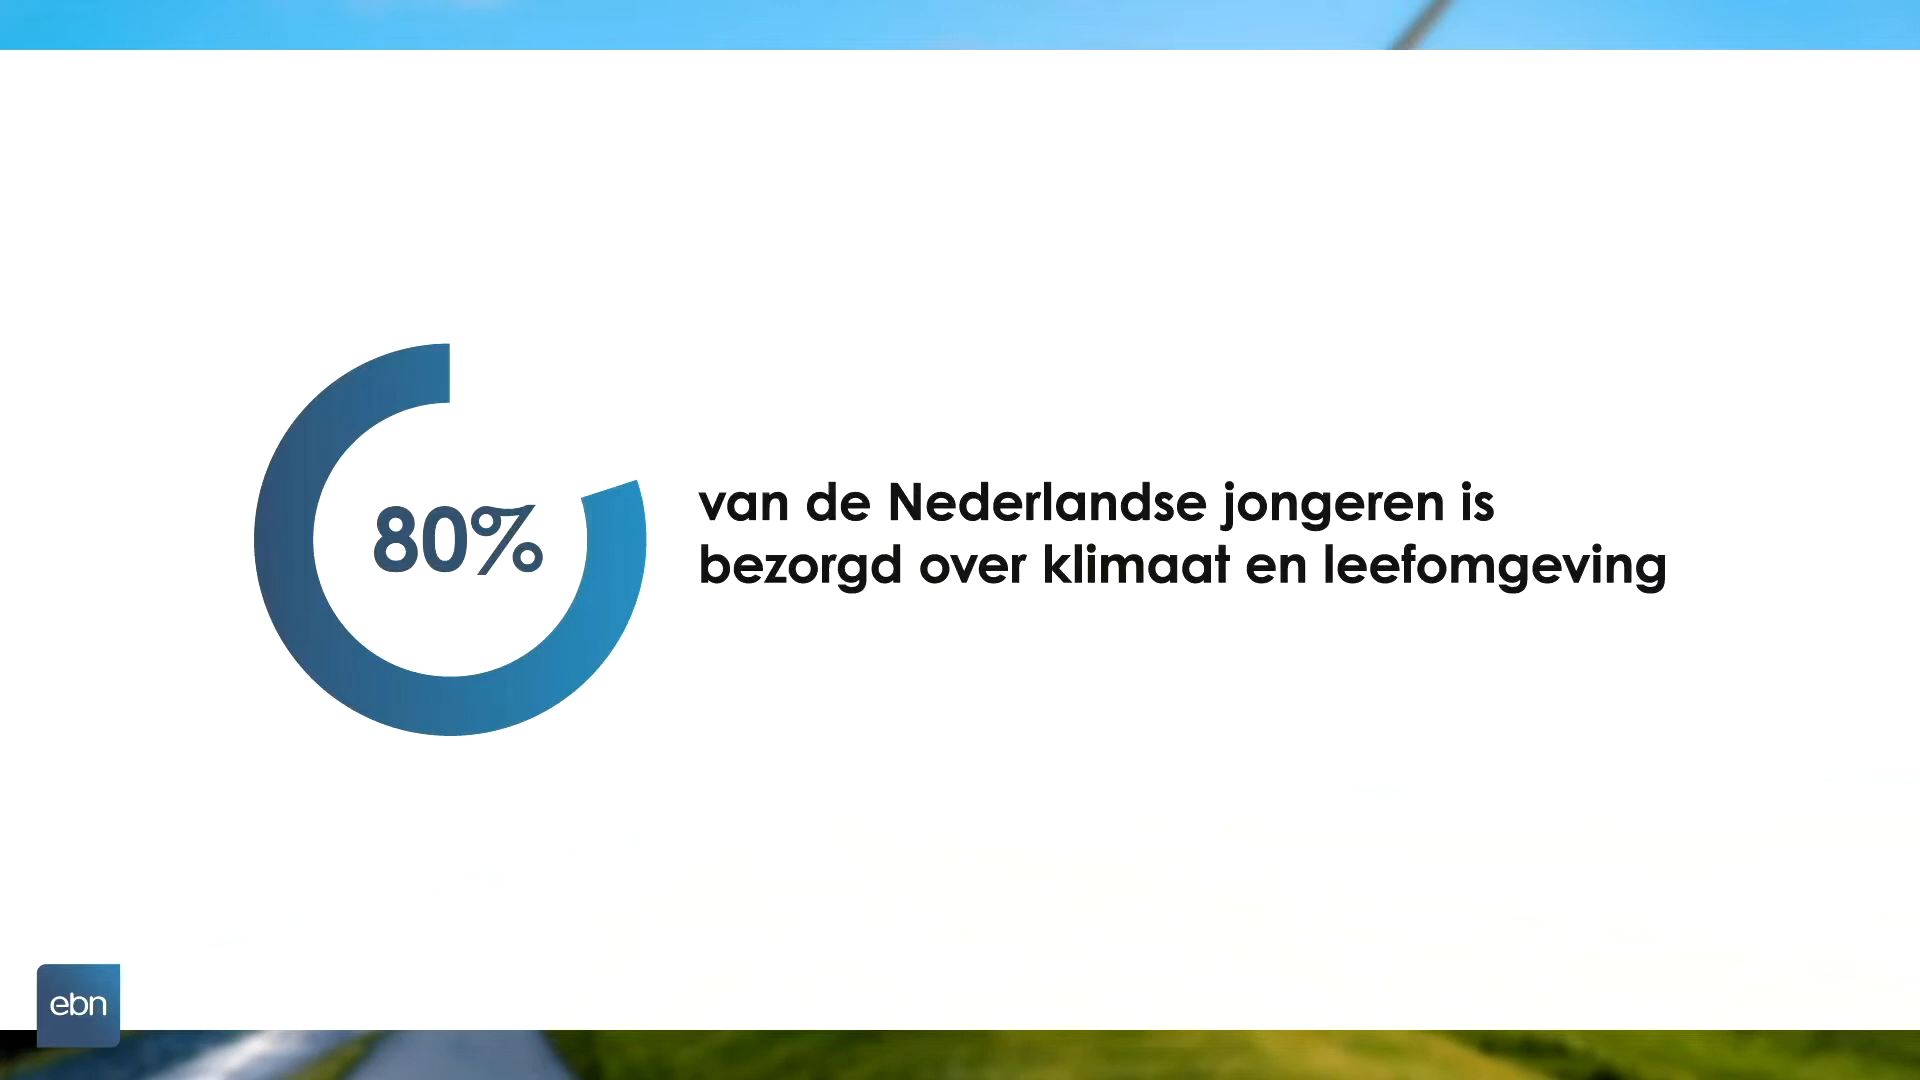 80%
van de Nederlandse jongeren is
bezorgd over klimaat en leefomgeving
ebn